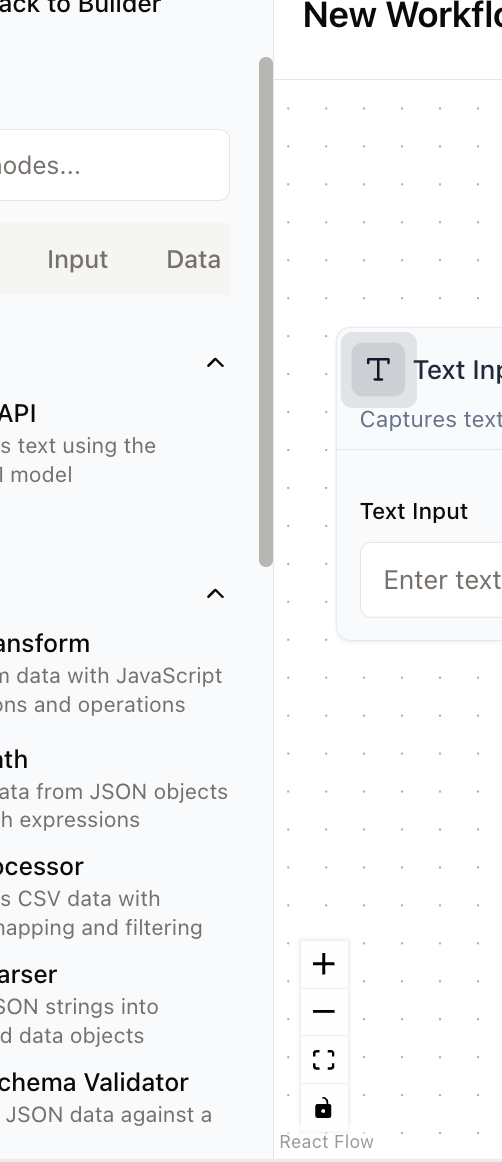 ack to Builder
New Workflo
nodes...
Input Data
Text Inp
API
Captures text
s text using the
I model
Text Input
Enter text
ansform
m data with JavaScript
ons and operations
ath
ata from JSON objects
h expressions
ocessor
s CSV data with
mapping and filtering
arser
SON strings into
d data objects
chema Validator
JSON data against a
React Flow